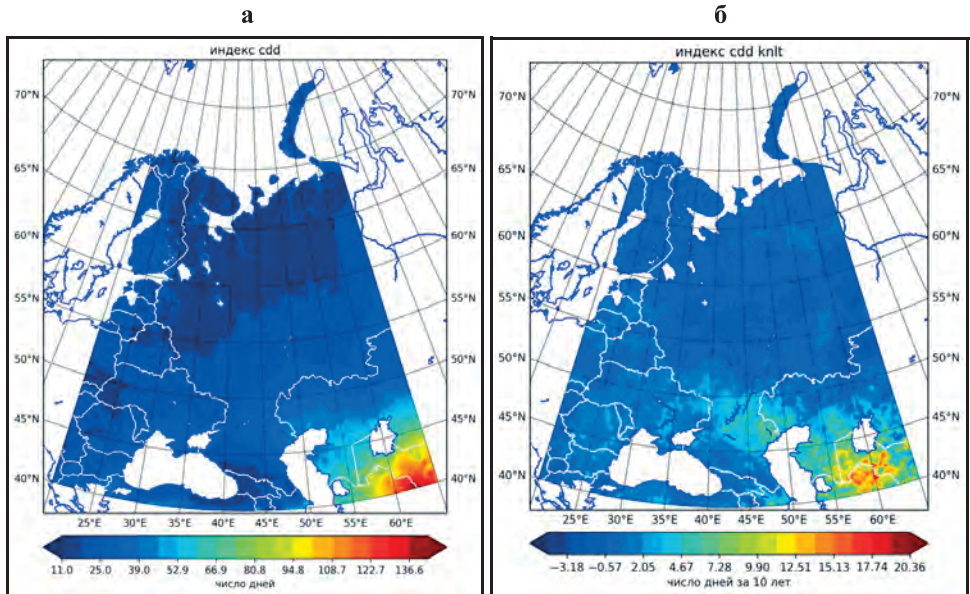 а
б
индекс cdd
индекс cdd knlt
70°N
65°N
60°N
55°N
50°N
45°N
40°N
70°N
65°N
60°N
55°N
50°N
45°N
40°N
70°N
65°N
60°N
55°N
50°N
45°N
40°N
70°N
65°N
60°N
55°N
50°N
45°N
40°N
25°E 30°E 35°E 40°E 45°E 50°E 55°E 60°E
25°E 30°E 35°E 40°E 45°E 50°E 55°E 60°E
11.0 25.0 39.0 52.9 66.9 80.8 94.8 108.7 122.7 136.6
число дней
−3.18 −0.57 2.05 4.67 7.28 9.90 12.51 15.13 17.74 20.36
число дней за 10 лет